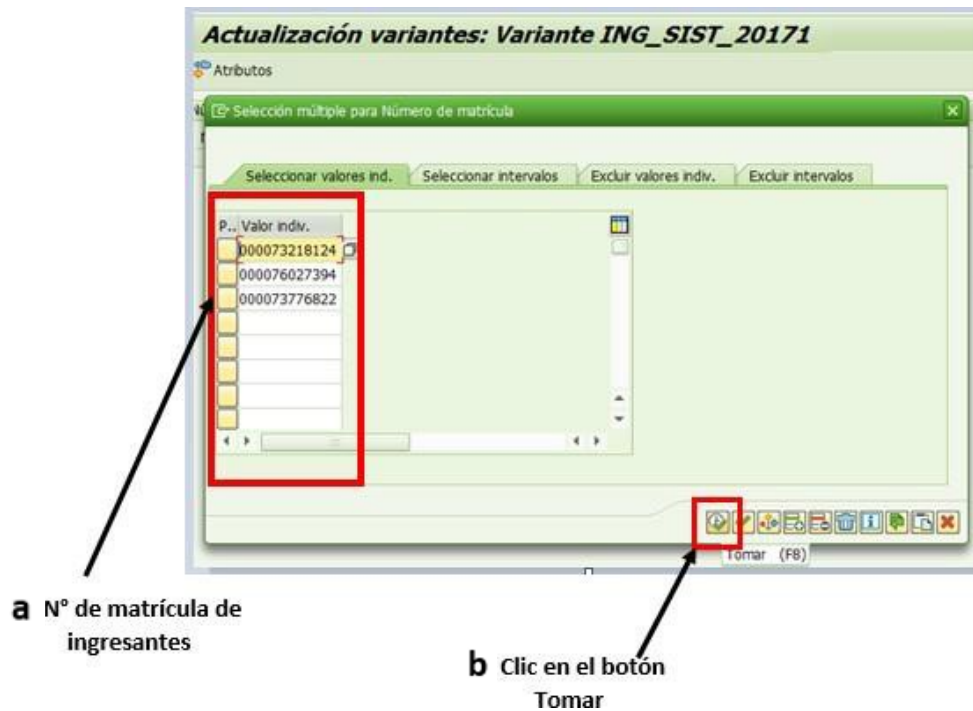 Actualización variantes: Variante ING_SIST_20171
Atributos
Selección múltiple para Número de matrícula
Seleccionar valores ind. Seleccionar intervalos Excluir valores indiv. Excluir intervalos
P.. Valor indiv.
000073218124
000076027394
000073776822
Tomar (F8)
a N° de matrícula de
ingresantes
b Clic en el botón
Tomar